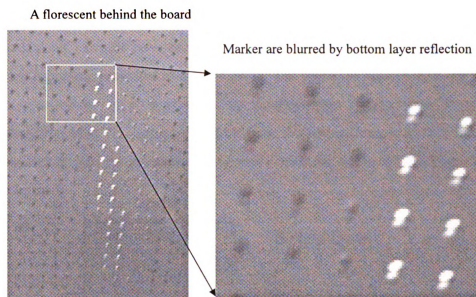 A florescent behind the board
Marker are blurred by bottom layer reflection